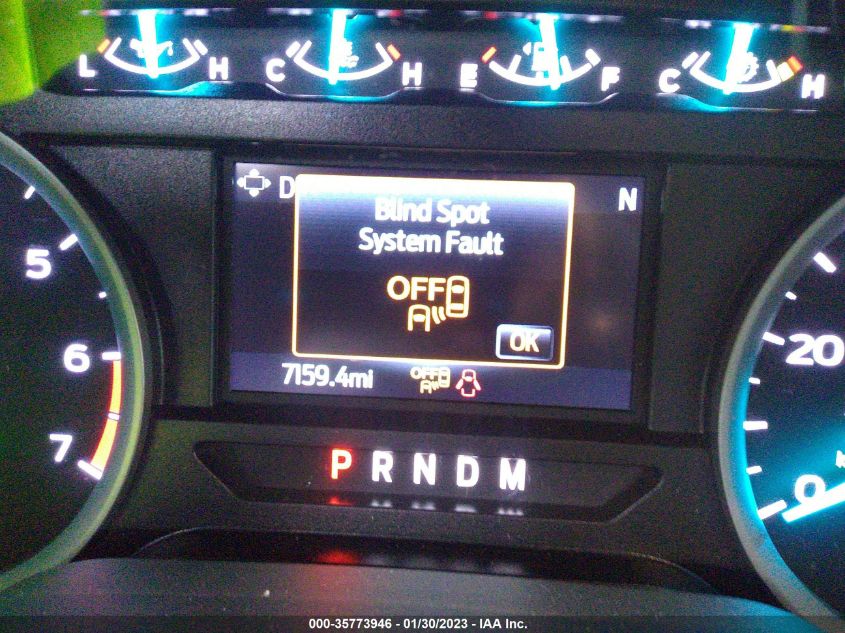 L H C H E F C H
D N
Blind Spot
System Fault
OFF
OK
7159.4mi OFF
5
6
7
20
0
P R N D M
000-35773946 - 01/30/2023 - IAA Inc.